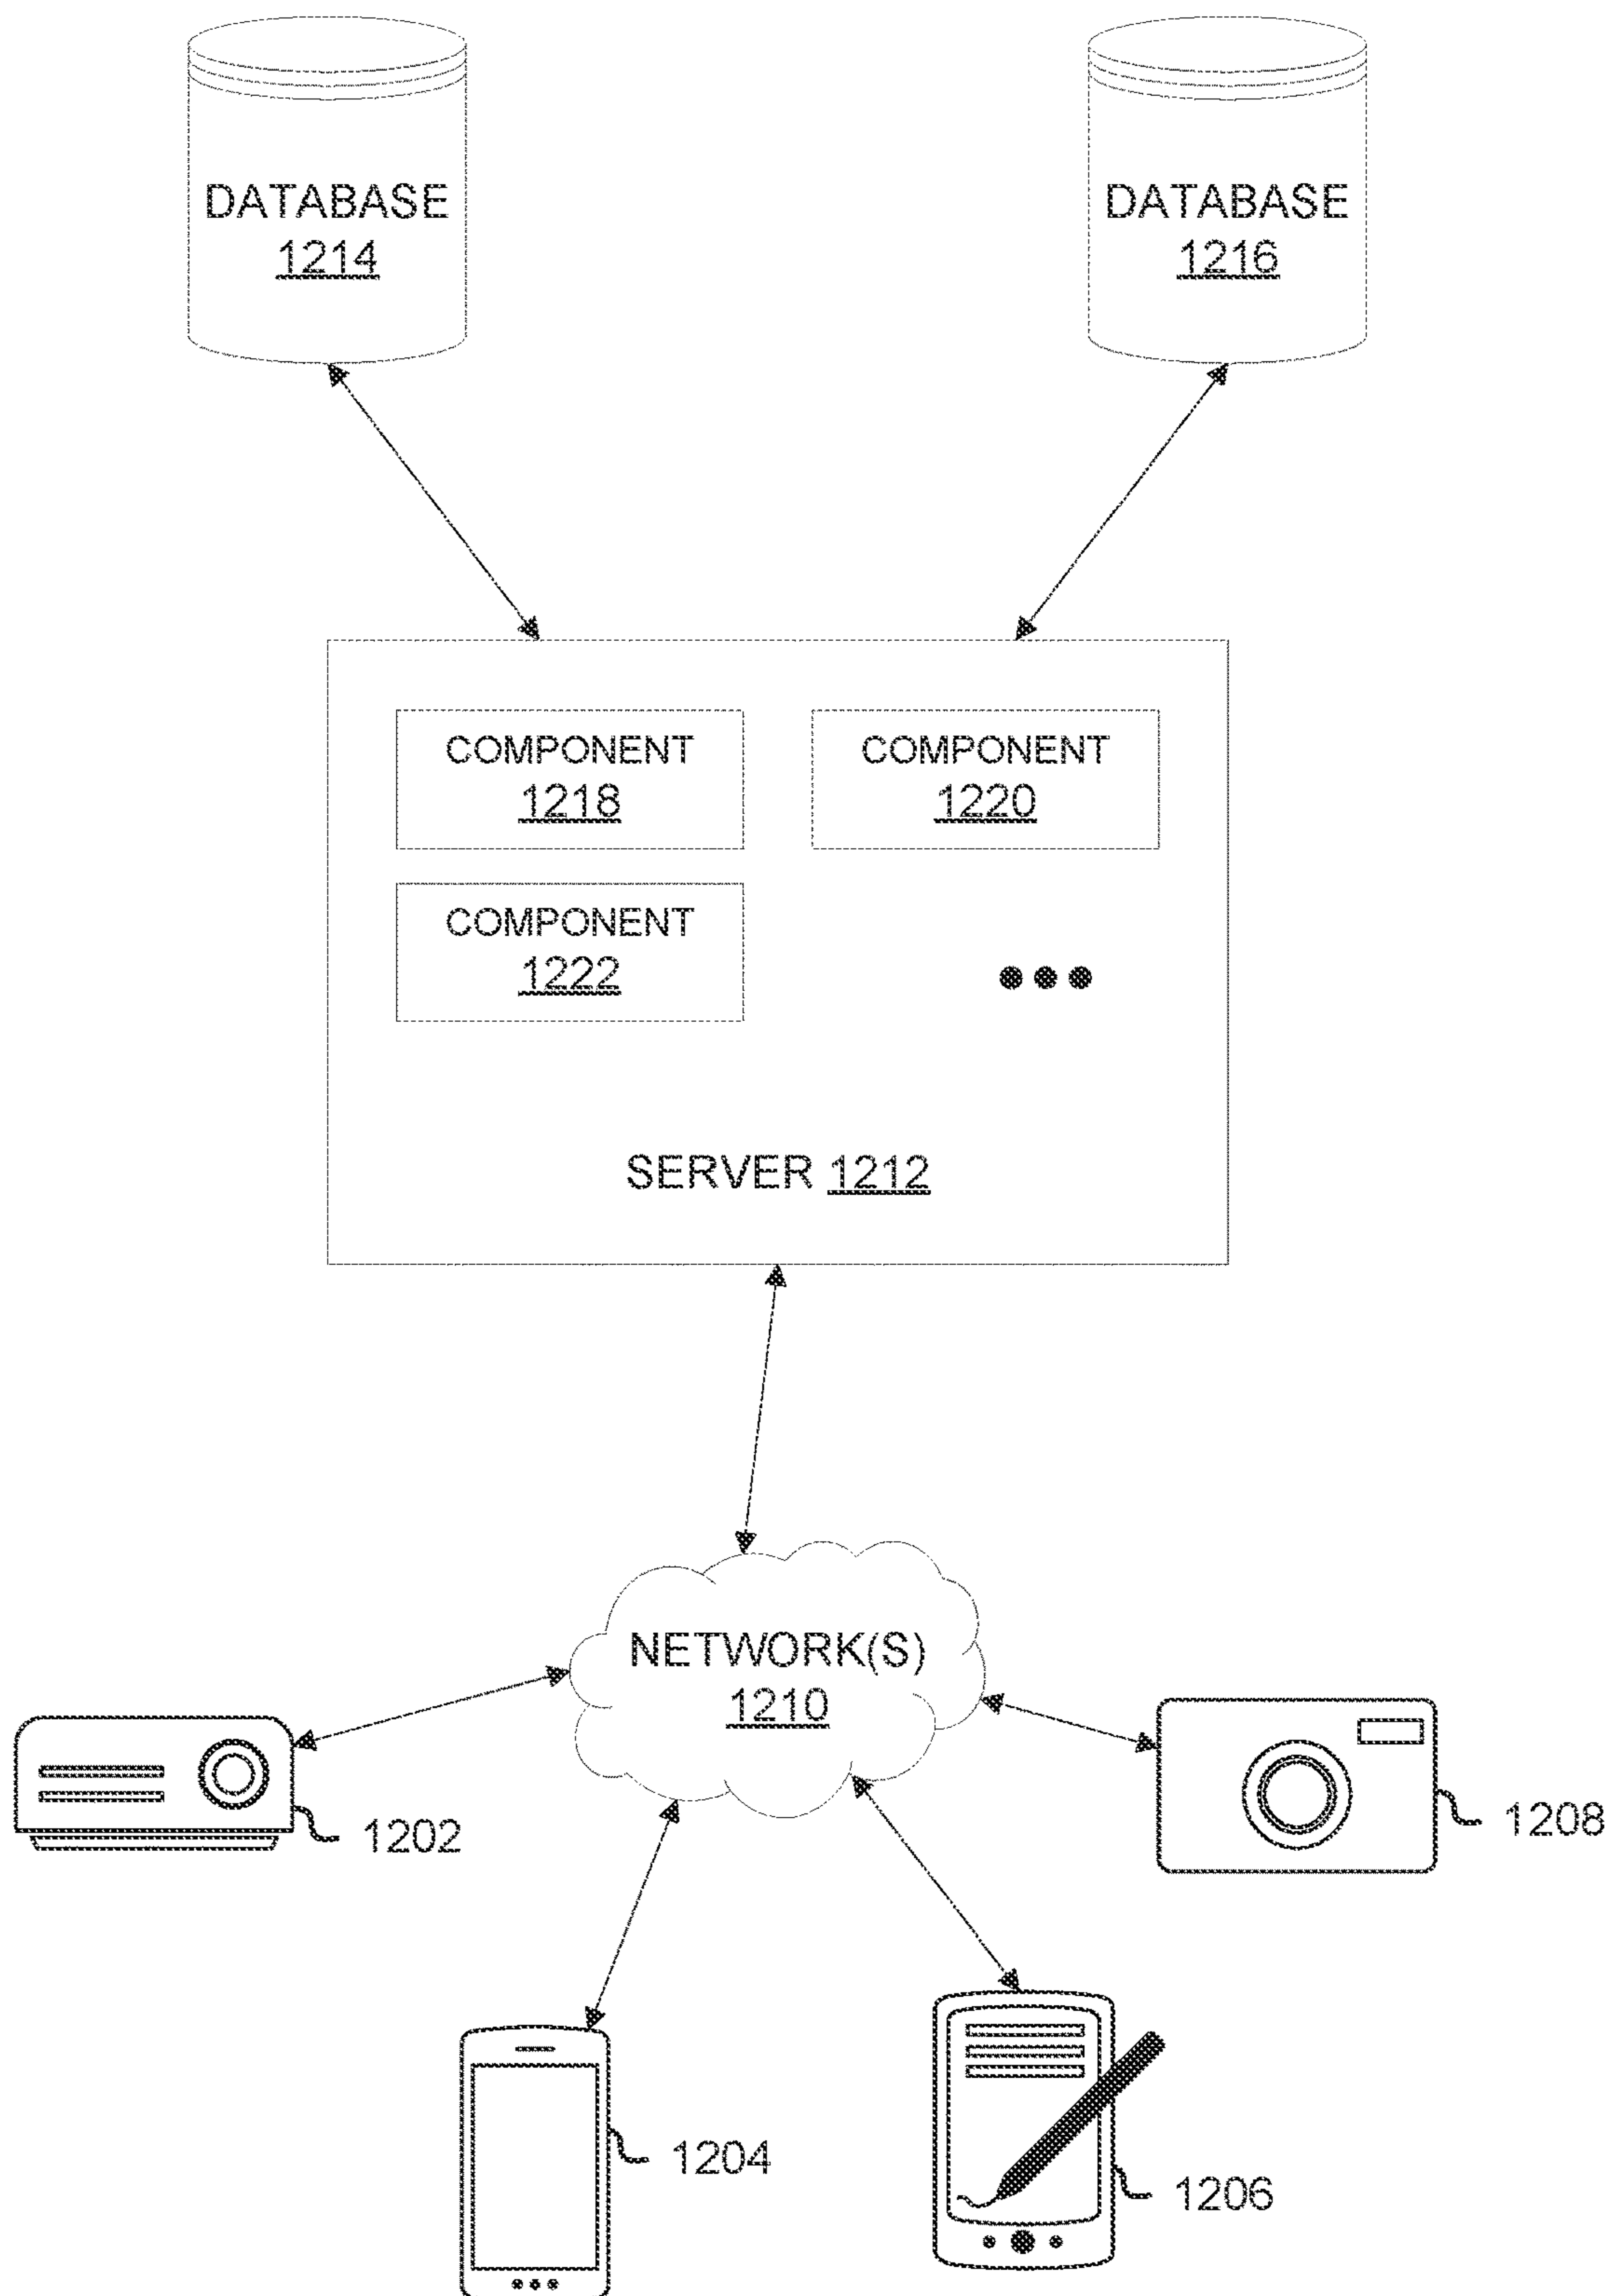 DATABASE
1214
DATABASE
1216
COMPONENT
1218
COMPONENT
1220
COMPONENT
1222
SERVER 1212
NETWORK(S)
1210
1202
1208
1204
1206